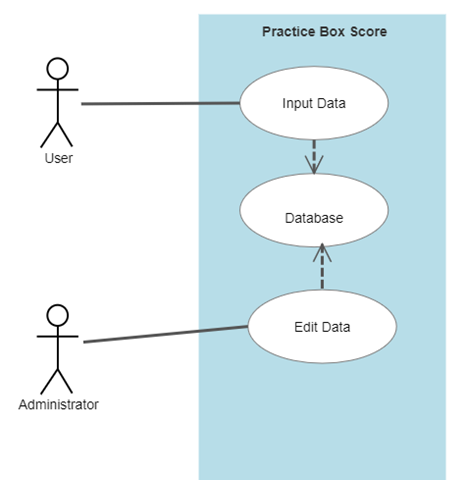 Practice Box Score
Input Data
User
Database
Edit Data
Administrator